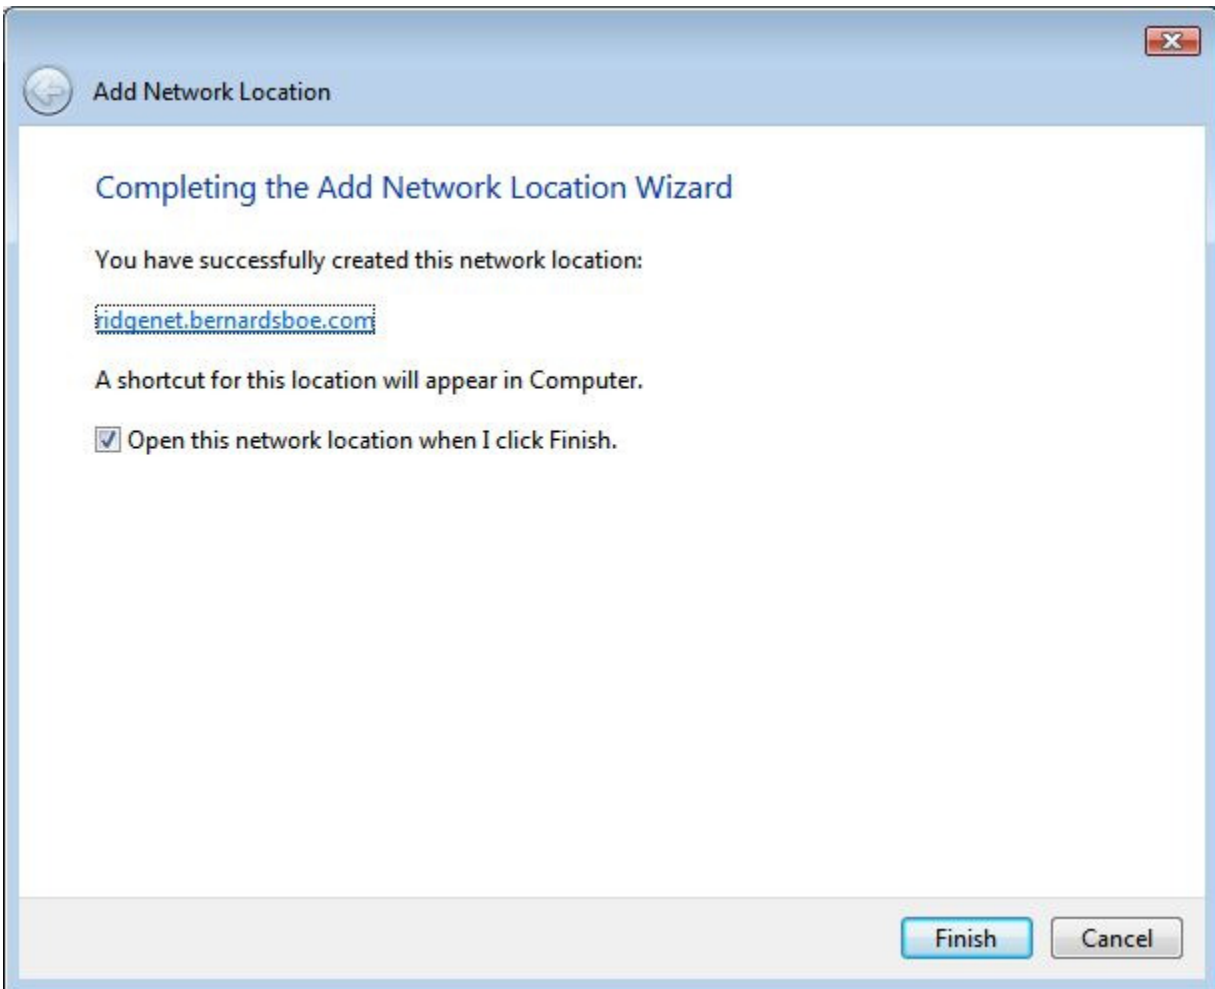 Add Network Location
Completing the Add Network Location Wizard
You have successfully created this network location:
ridgenet.bernardsboe.com
A shortcut for this location will appear in Computer.
Open this network location when I click Finish.
Finish
Cancel